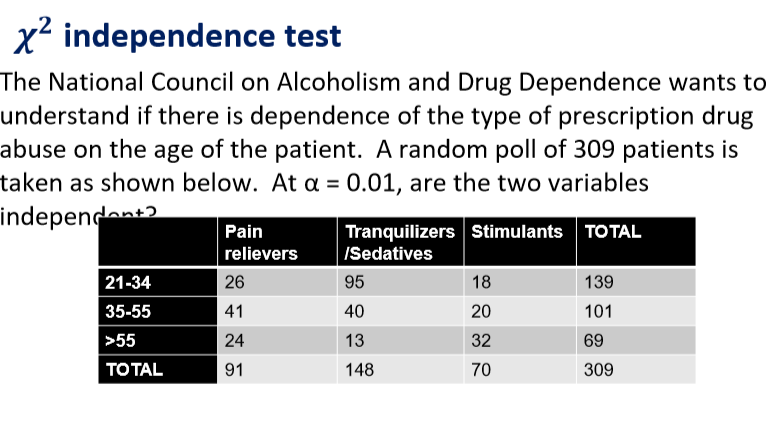 χ² independence test
The National Council on Alcoholism and Drug Dependence wants to
understand if there is dependence of the type of prescription drug
abuse on the age of the patient.  A random poll of 309 patients is
taken as shown below.  At α = 0.01, are the two variables
independent?
Pain relievers Tranquilizers /Sedatives Stimulants TOTAL
21-34 26 95 18 139
35-55 41 40 20 101
>55 24 13 32 69
TOTAL 91 148 70 309